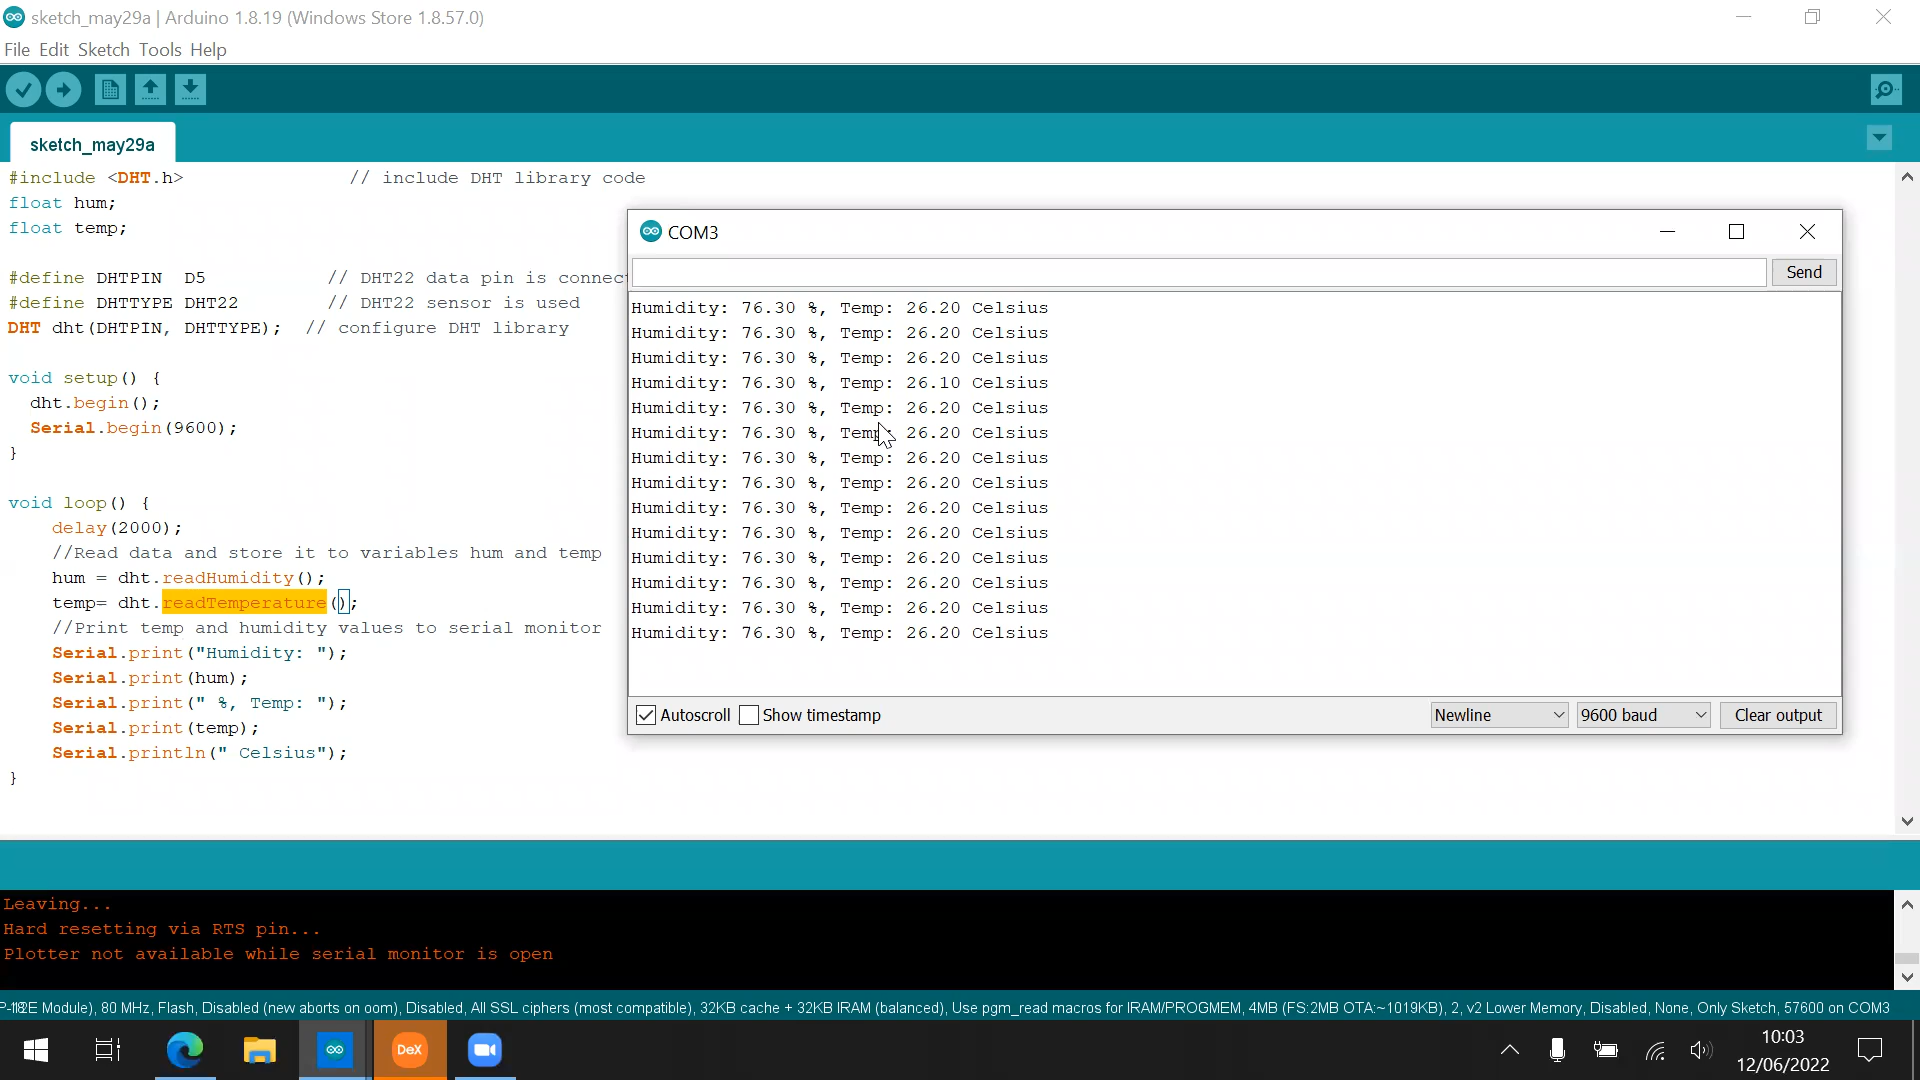 sketch_may29a | Arduino 1.8.19 (Windows Store 1.8.57.0)
File Edit Sketch Tools Help
sketch_may29a
#include <DHT.h> // include DHT library code
float hum;
float temp;
#define DHTPIN D5 // DHT22 data pin is connec
#define DHTTYPE DHT22 // DHT22 sensor is used
DHT dht(DHTPIN, DHTTYPE); // configure DHT library
void setup() {
dht.begin();
Serial.begin(9600);
}
void loop() {
delay(2000);
//Read data and store it to variables hum and temp
hum = dht.readHumidity();
temp= dht.readTemperature();
//Print temp and humidity values to serial monitor
Serial.print("Humidity: ");
Serial.print(hum);
Serial.print(" %, Temp: ");
Serial.print(temp);
Serial.println(" Celsius");
}
COM3
Send
Humidity: 76.30 %, Temp: 26.20 Celsius
Humidity: 76.30 %, Temp: 26.20 Celsius
Humidity: 76.30 %, Temp: 26.20 Celsius
Humidity: 76.30 %, Temp: 26.10 Celsius
Humidity: 76.30 %, Temp: 26.20 Celsius
Humidity: 76.30 %, Temp: 26.20 Celsius
Humidity: 76.30 %, Temp: 26.20 Celsius
Humidity: 76.30 %, Temp: 26.20 Celsius
Humidity: 76.30 %, Temp: 26.20 Celsius
Humidity: 76.30 %, Temp: 26.20 Celsius
Humidity: 76.30 %, Temp: 26.20 Celsius
Humidity: 76.30 %, Temp: 26.20 Celsius
Humidity: 76.30 %, Temp: 26.20 Celsius
Humidity: 76.30 %, Temp: 26.20 Celsius
Autoscroll Show timestamp Newline 9600 baud Clear output
Leaving...
Hard resetting via RTS pin...
Plotter not available while serial monitor is open
Module), 80 MHz, Flash, Disabled (new aborts on oom), Disabled, All SSL ciphers (most compatible), 32KB cache + 32KB IRAM (balanced), Use pgm_read macros for IRAM/PROGMEM, 4MB (FS:2MB OTA:~1019KB), 2, v2 Lower Memory, Disabled, None, Only Sketch, 57600 on COM3
DeX
10:03
12/06/2022